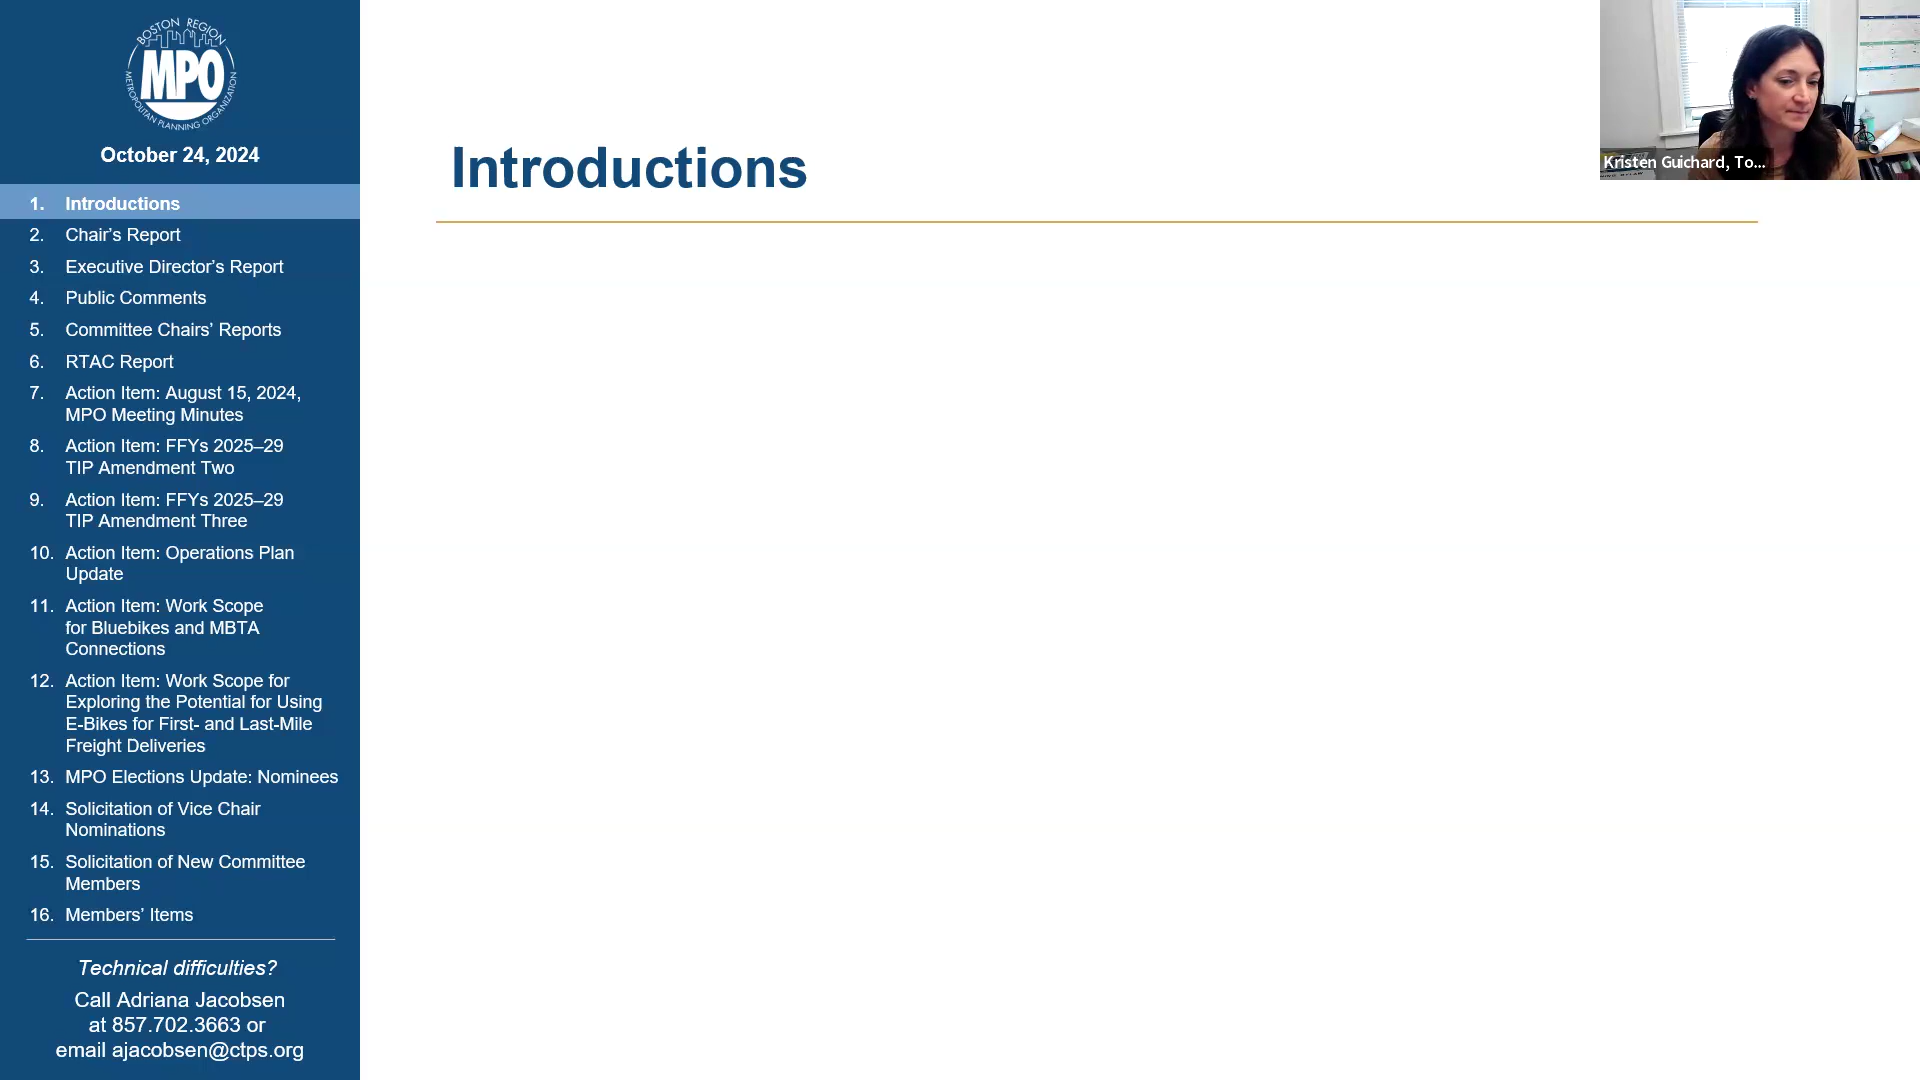 BOSTON REGION
MPO
METROPOLITAN PLANNING ORGANIZATION
October 24, 2024
1. Introductions
2. Chair’s Report
3. Executive Director’s Report
4. Public Comments
5. Committee Chairs’ Reports
6. RTAC Report
7. Action Item: August 15, 2024,
MPO Meeting Minutes
8. Action Item: FFYs 2025–29
TIP Amendment Two
9. Action Item: FFYs 2025–29
TIP Amendment Three
10. Action Item: Operations Plan
Update
11. Action Item: Work Scope
for Bluebikes and MBTA
Connections
12. Action Item: Work Scope for
Exploring the Potential for Using
E-Bikes for First- and Last-Mile
Freight Deliveries
13. MPO Elections Update: Nominees
14. Solicitation of Vice Chair
Nominations
15. Solicitation of New Committee
Members
16. Members’ Items
Technical difficulties?
Call Adriana Jacobsen
at 857.702.3663 or
email ajacobsen@ctps.org
Introductions
Kristen Guichard, To...